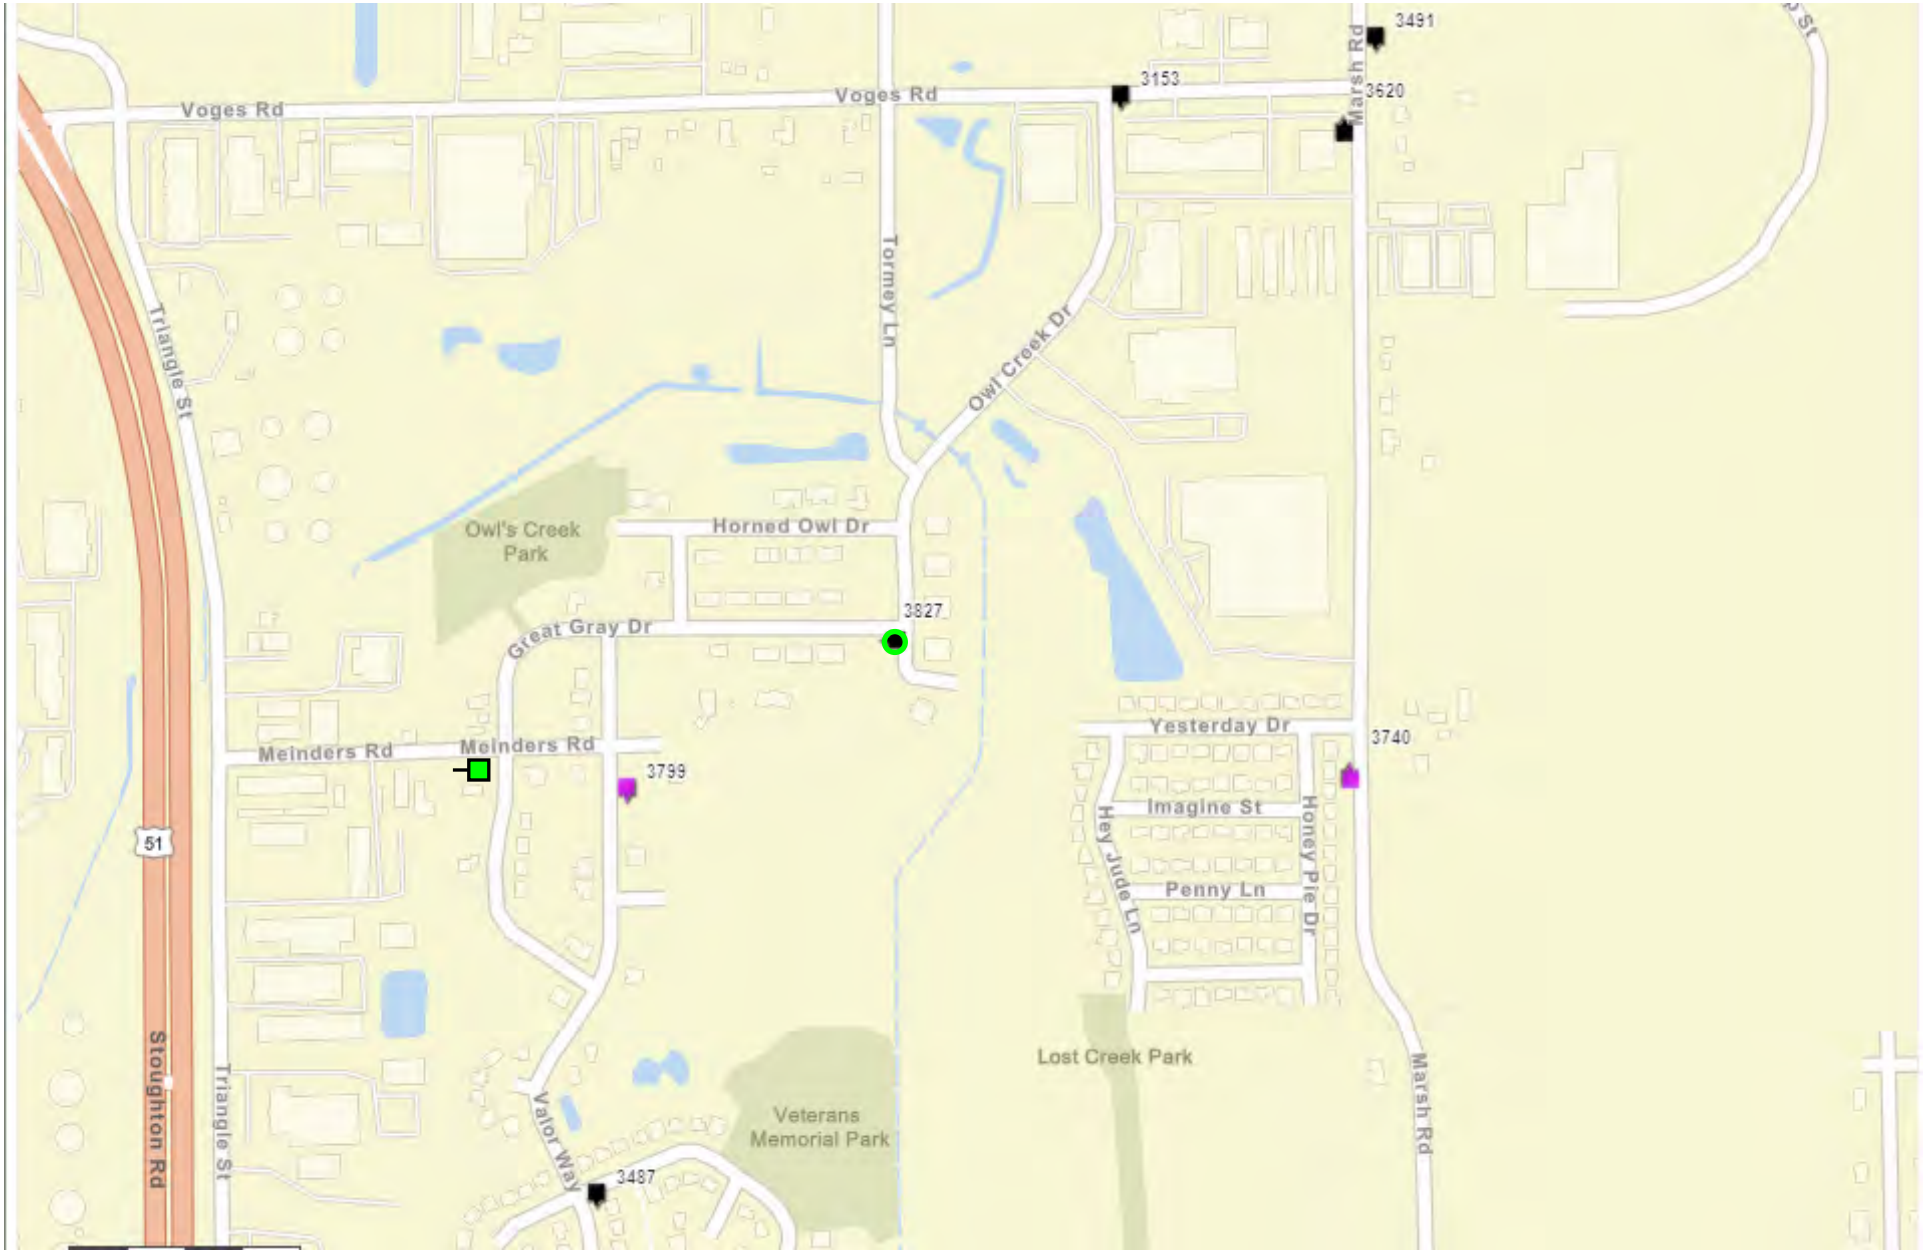 3491
Marsh Rd
3153
3620
Voges Rd
Voges Rd
Tormey Ln
Triangle St
Owl Creek Dr
Owl's Creek
Park
Horned Owl Dr
3827
Great Gray Dr
Meinders Rd
Meinders Rd
Yesterday Dr
3740
3799
Imagine St
Hey Jude Ln
Honey Pie Dr
51
Penny Ln
Stoughton Rd
Triangle St
Lost Creek Park
Marsh Rd
Valor Way
Veterans
Memorial Park
3487